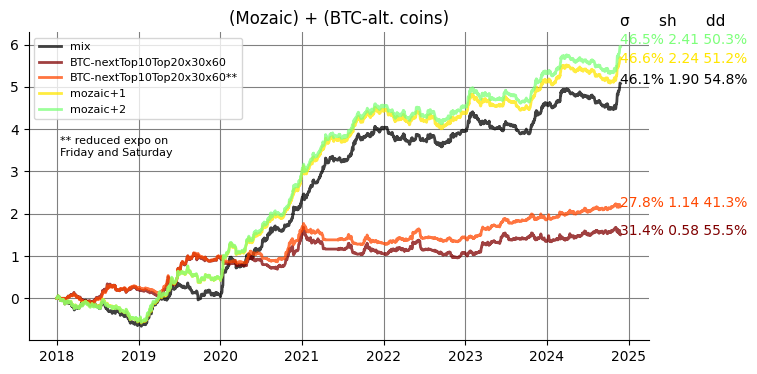 (Mozaic) + (BTC-alt. coins)
σ sh dd
mix
BTC-nextTop10Top20x30x60
BTC-nextTop10Top20x30x60**
mozaic+1
mozaic+2
** reduced expo on
Friday and Saturday
46.5% 2.41 50.3%
46.6% 2.24 51.2%
46.1% 1.90 54.8%
27.8% 1.14 41.3%
31.4% 0.58 55.5%
6
5
4
3
2
1
0
2018 2019 2020 2021 2022 2023 2024 2025